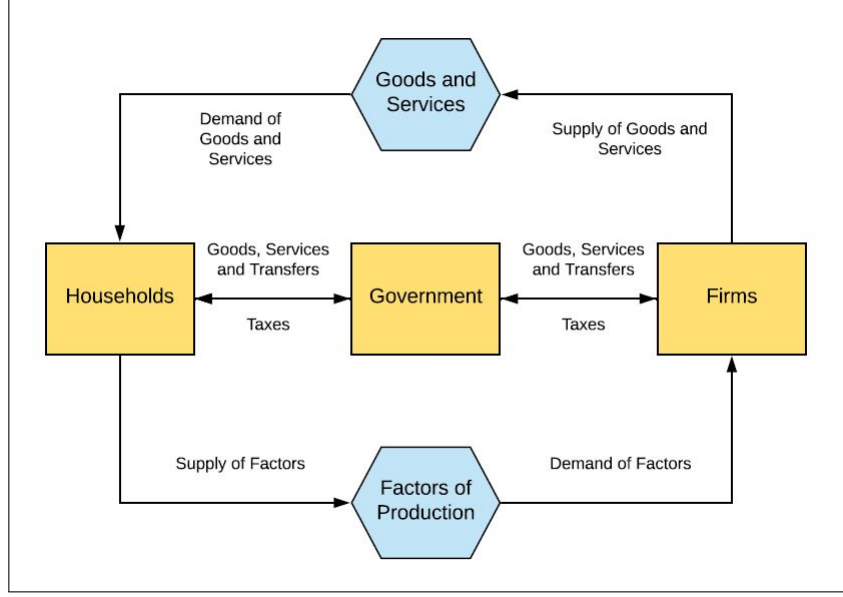 Goods and
Services
Demand of
Goods and
Services
Supply of Goods and
Services
Goods, Services
and Transfers
Goods, Services
and Transfers
Households
Government
Firms
Taxes
Taxes
Supply of Factors
Demand of Factors
Factors of
Production